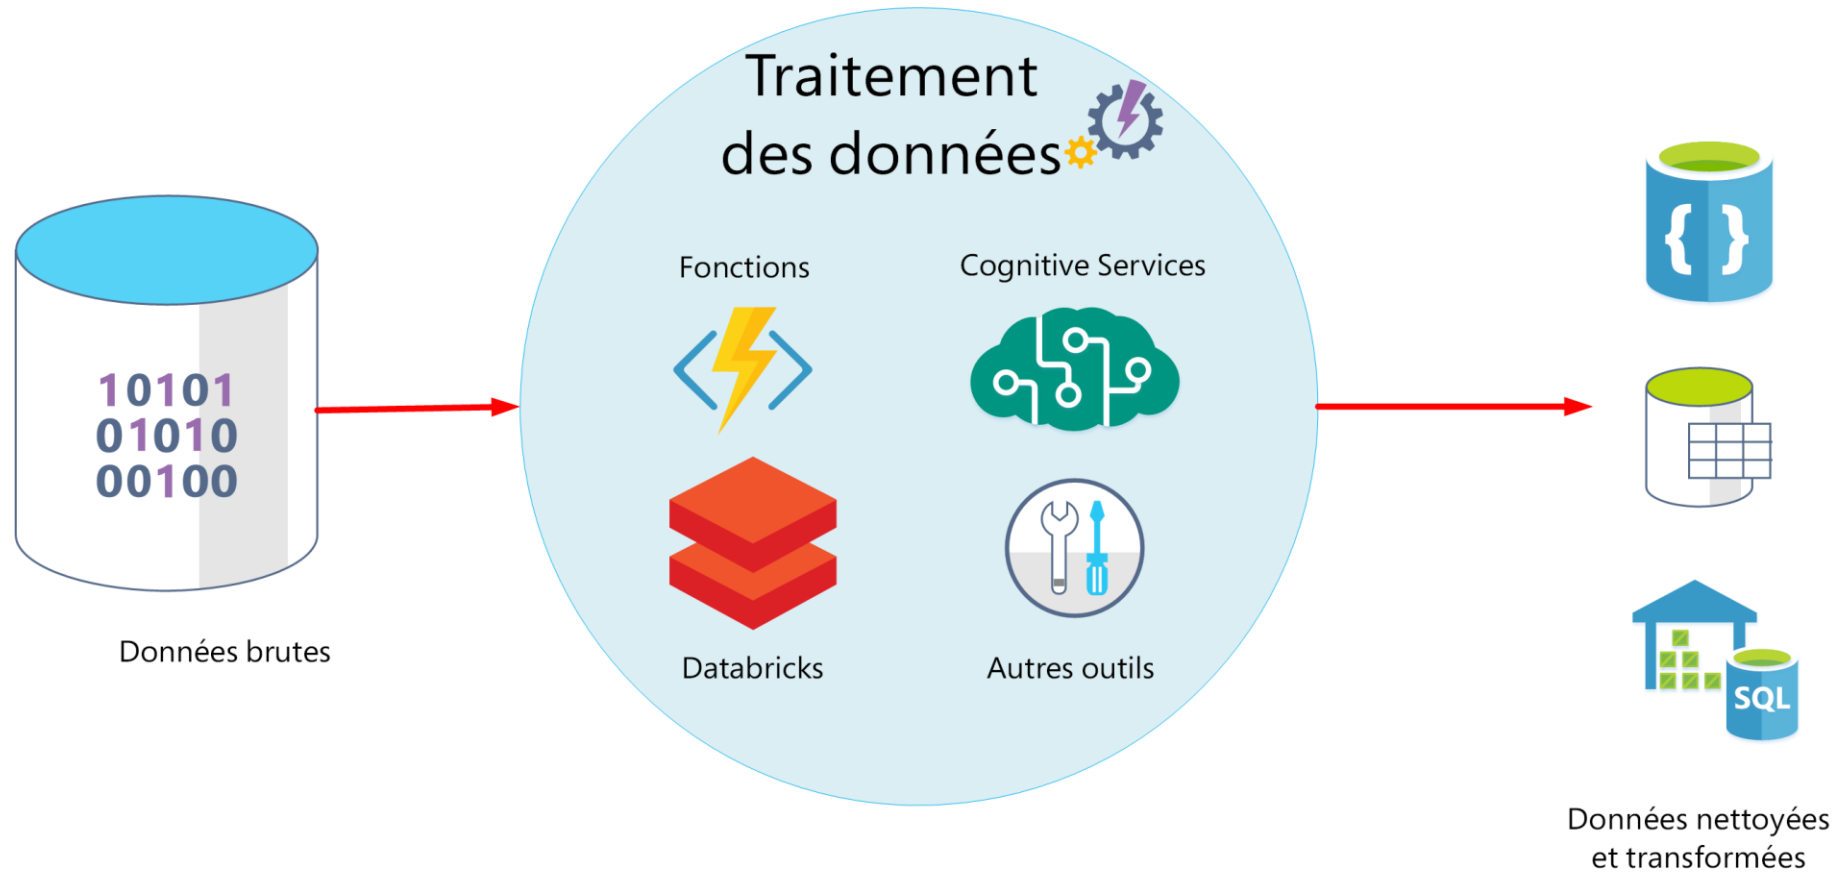 Traitement
des données
Fonctions
Cognitive Services
10101
01010
00100
Données brutes
Databricks
Autres outils
{ }
SQL
Données nettoyées
et transformées